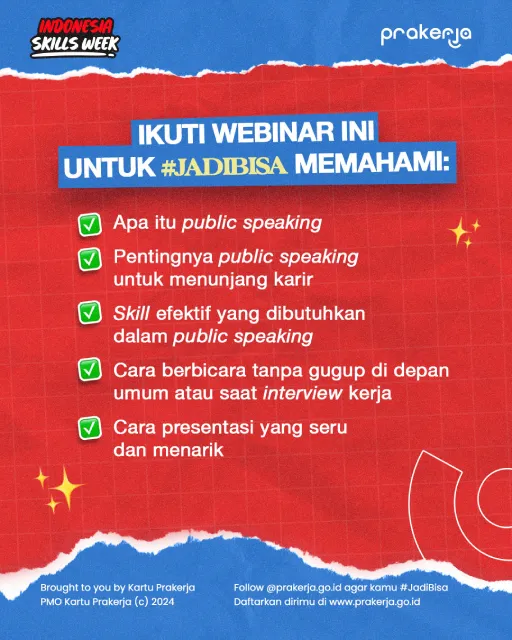 INDONESIA
SKILLS WEEK
prakerja
IKUTI WEBINAR INI
UNTUK #JADIBISA MEMAHAMI:
Apa itu public speaking
Pentingnya public speaking
untuk menunjang karir
Skill efektif yang dibutuhkan
dalam public speaking
Cara berbicara tanpa gugup di depan
umum atau saat interview kerja
Cara presentasi yang seru
dan menarik
Brought to you by Kartu Prakerja
PMO Kartu Prakerja (c) 2024
Follow @prakerja.go.id agar kamu #JadiBisa
Daftarkan dirimu di www.prakerja.go.id